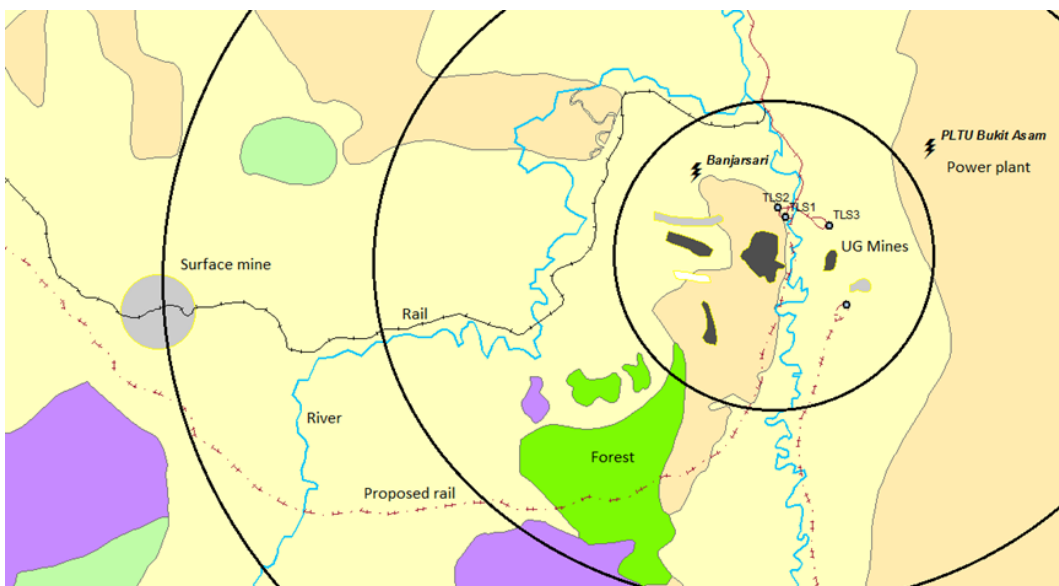 PLTU Bukit Asam
Banjarsari
Power plant
TLS2
TLS1
TLS3
UG Mines
Surface mine
Rail
River
Forest
Proposed rail